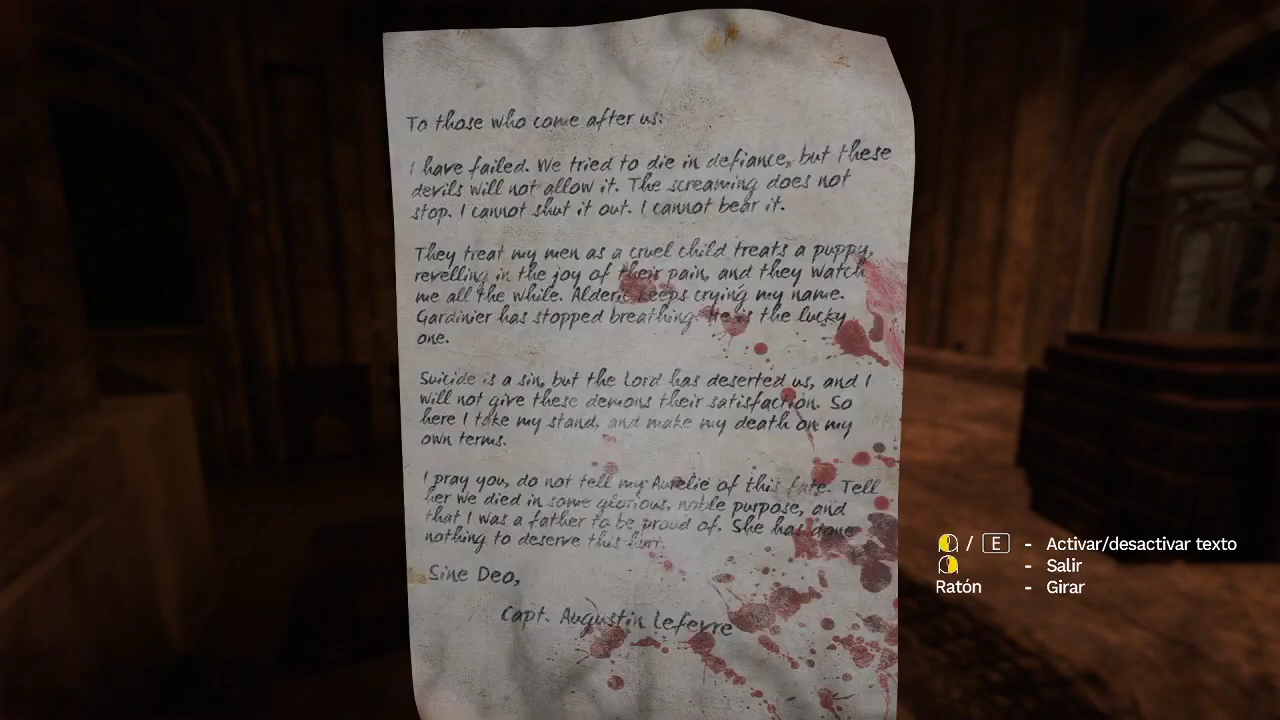 To those who come after us:
I have failed. We tried to die in defiance, but these
devils will not allow it. The screaming does not
stop. I cannot shut it out. I cannot bear it.
They treat my men as a cruel child treats a puppy,
revelling in the joy of their pain, and they watch
me all the while. Alderic keeps crying my name.
Gardinier has stopped breathing. He is the lucky
one.
Suicide is a sin, but the Lord has deserted us, and I
will not give these demons their satisfaction. So
here I take my stand, and make my death on my
own terms.
I pray you, do not tell my Aurelie of this fate. Tell
her we died in some glorious, noble purpose, and
that I was a father to be proud of. She has done
nothing to deserve this hurt.
Sine Deo,
Capt. Augustin Lefevre
/ E - Activar/desactivar texto
- Salir
Ratón - Girar